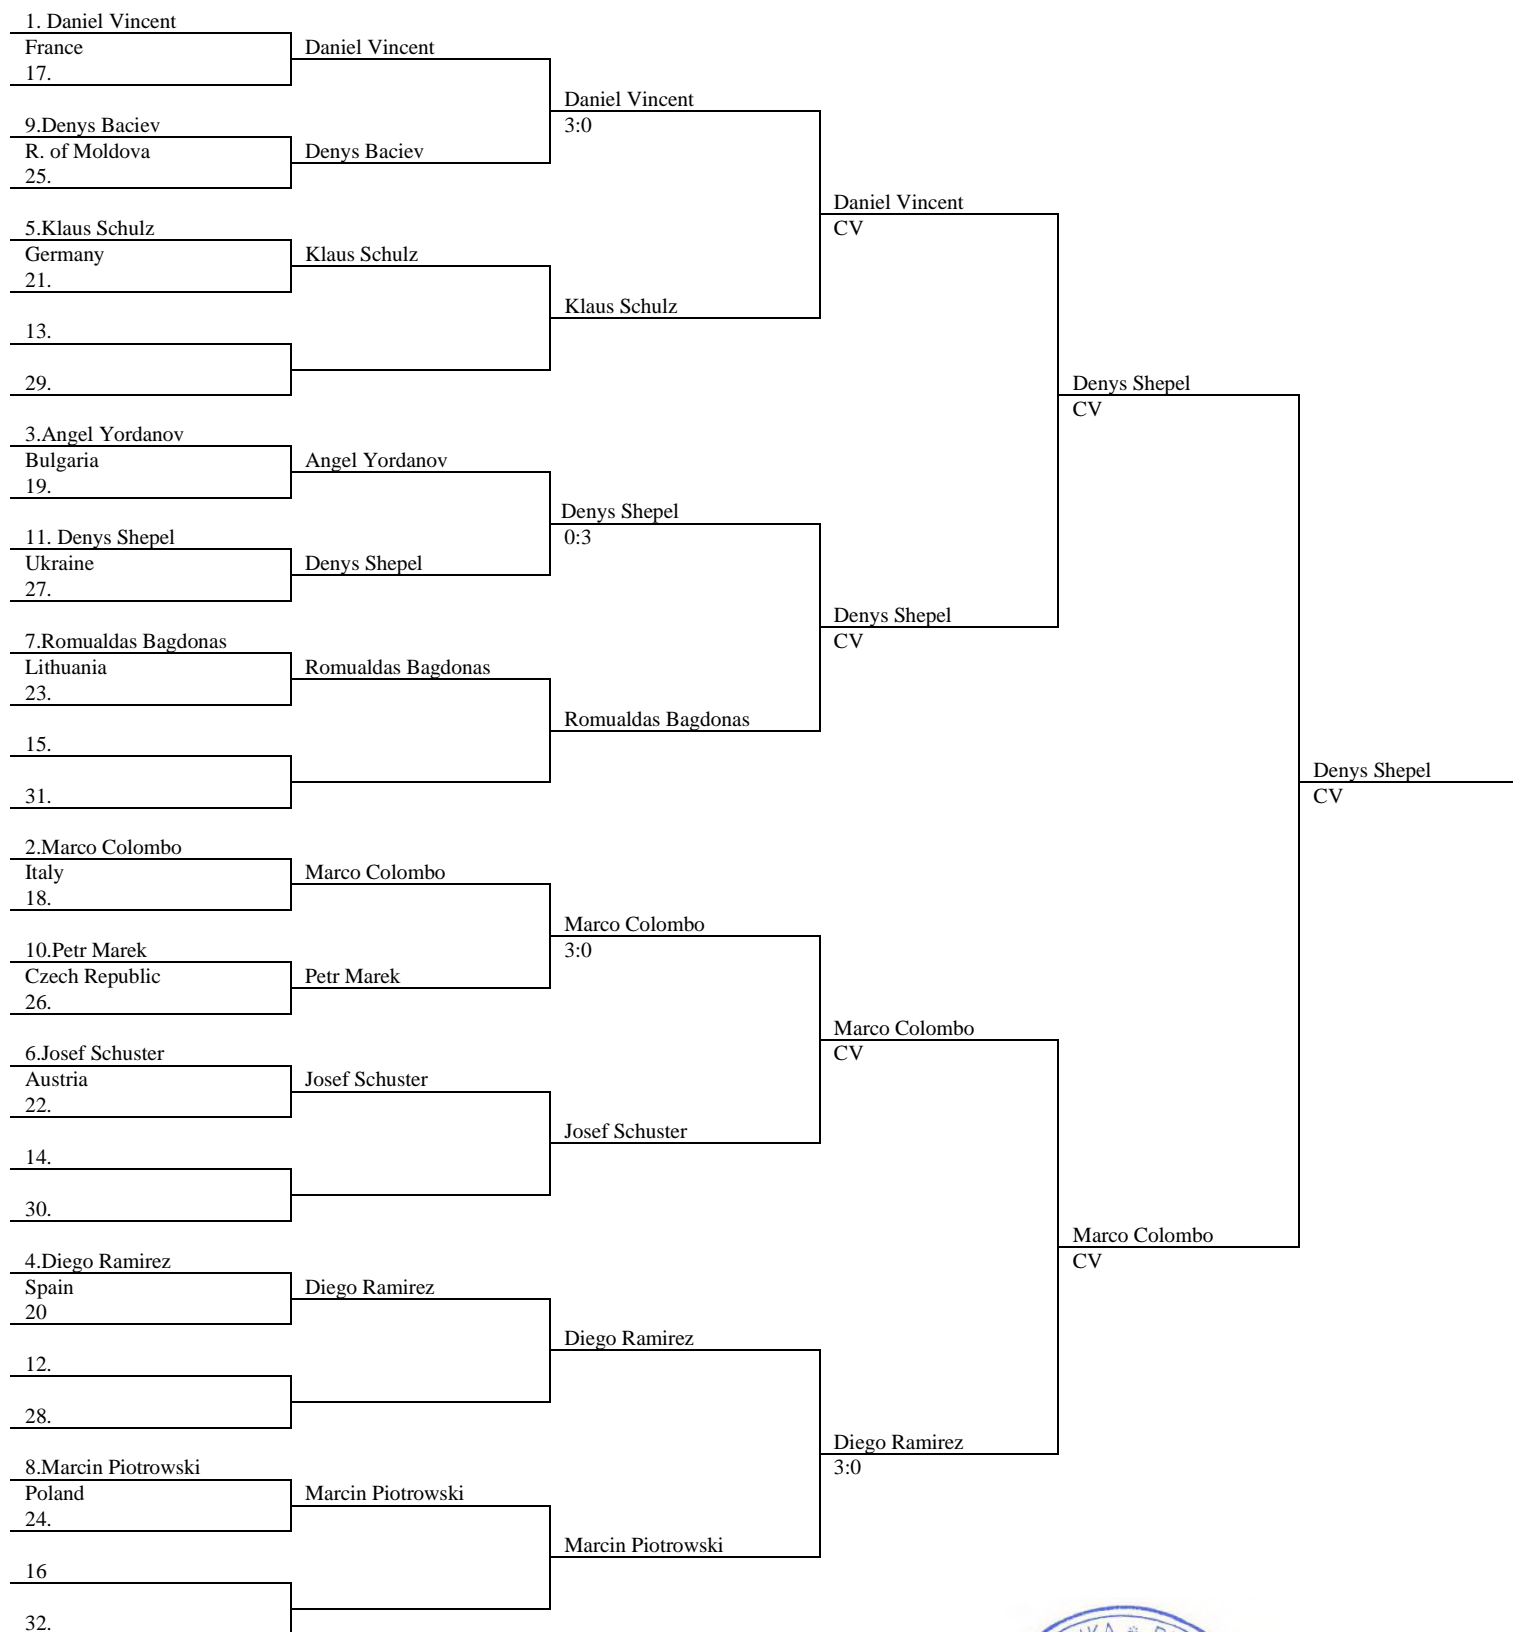 1. Daniel Vincent
France
17.
9.Denys Baciev
R. of Moldova
25.
5.Klaus Schulz
Germany
21.
13.
29.
3.Angel Yordanov
Bulgaria
19.
11. Denys Shepel
Ukraine
27.
7.Romualdas Bagdonas
Lithuania
23.
15.
31.
2.Marco Colombo
Italy
18.
10.Petr Marek
Czech Republic
26.
6.Josef Schuster
Austria
22.
14.
30.
4.Diego Ramirez
Spain
20
12.
28.
8.Marcin Piotrowski
Poland
24.
16
32.
Daniel Vincent
Denys Baciev
Klaus Schulz
Angel Yordanov
Denys Shepel
Romualdas Bagdonas
Marco Colombo
Petr Marek
Josef Schuster
Diego Ramirez
Marcin Piotrowski
Daniel Vincent
3:0
Klaus Schulz
Denys Shepel
0:3
Romualdas Bagdonas
Marco Colombo
3:0
Josef Schuster
Diego Ramirez
Marcin Piotrowski
Daniel Vincent
CV
Denys Shepel
CV
Marco Colombo
CV
Diego Ramirez
3:0
Denys Shepel
CV
Marco Colombo
CV
Denys Shepel
CV